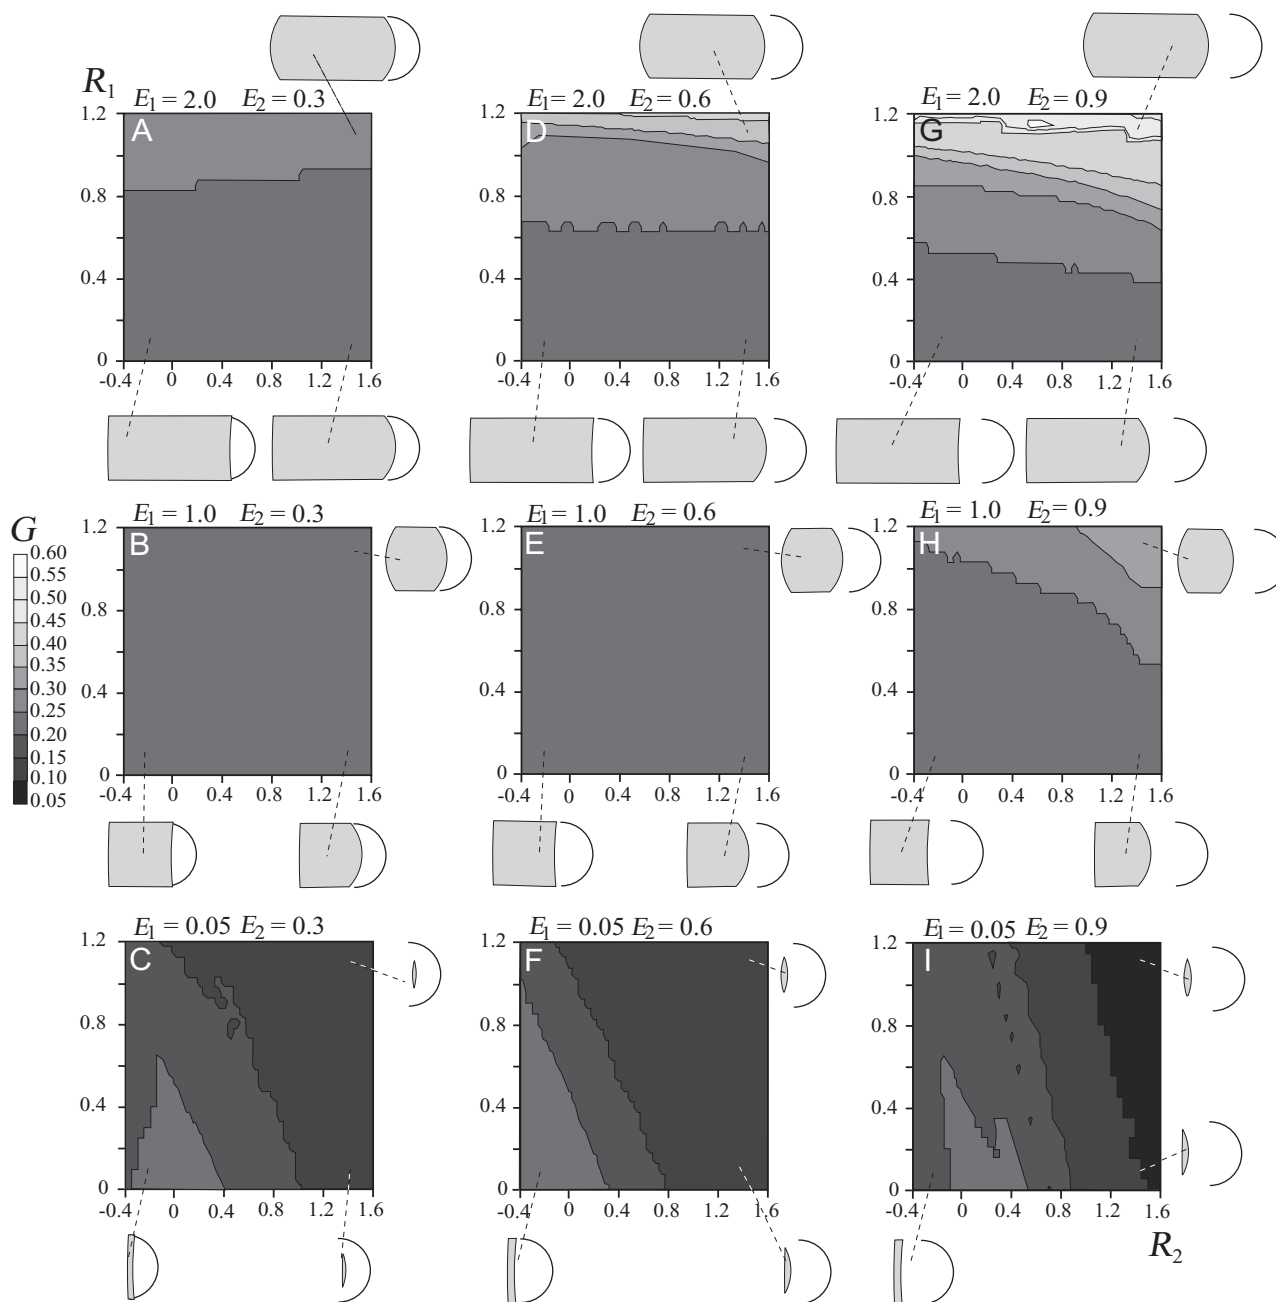 R1
E1 = 2.0 E2 = 0.3
E1 = 2.0 E2 = 0.6
E1 = 2.0 E2 = 0.9
A
1.2
0.8
0.4
0
-0.4 0 0.4 0.8 1.2 1.6
D
1.2
0.8
0.4
0
-0.4 0 0.4 0.8 1.2 1.6
G
1.2
0.8
0.4
0
-0.4 0 0.4 0.8 1.2 1.6
G
0.60
0.55
0.50
0.45
0.40
0.35
0.30
0.25
0.20
0.15
0.10
0.05
E1 = 1.0 E2 = 0.3
E1 = 1.0 E2 = 0.6
E1 = 1.0 E2 = 0.9
B
1.2
0.8
0.4
0
-0.4 0 0.4 0.8 1.2 1.6
E
1.2
0.8
0.4
0
-0.4 0 0.4 0.8 1.2 1.6
H
1.2
0.8
0.4
0
-0.4 0 0.4 0.8 1.2 1.6
E1 = 0.05 E2 = 0.3
E1 = 0.05 E2 = 0.6
E1 = 0.05 E2 = 0.9
C
1.2
0.8
0.4
0
-0.4 0 0.4 0.8 1.2 1.6
F
1.2
0.8
0.4
0
-0.4 0 0.4 0.8 1.2 1.6
I
1.2
0.8
0.4
0
-0.4 0 0.4 0.8 1.2 1.6
R2